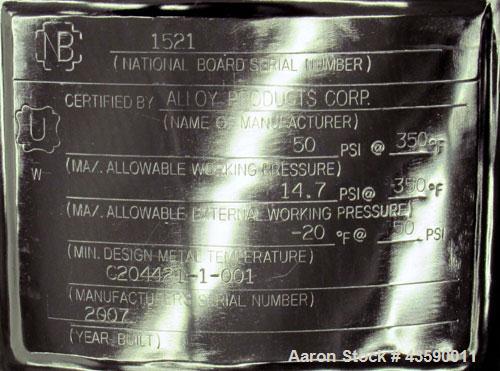 NB 1521
(NATIONAL BOARD SERIAL NUMBER)
CERTIFIED BY ALLOY PRODUCTS CORP.
(NAME OF MANUFACTURER)
U
W
50 PSI @ 350°F
(MAX. ALLOWABLE WORKING PRESSURE)
14.7 PSI@ 350°F
(MAX. ALLOWABLE EXTERNAL WORKING PRESSURE)
-20 °F@ 50 PSI
(MIN. DESIGN METAL TEMPERATURE)
C204421-1-001
(MANUFACTURER'S SERIAL NUMBER)
2007
(YEAR BUILT)
Aaron Stock # 43590011